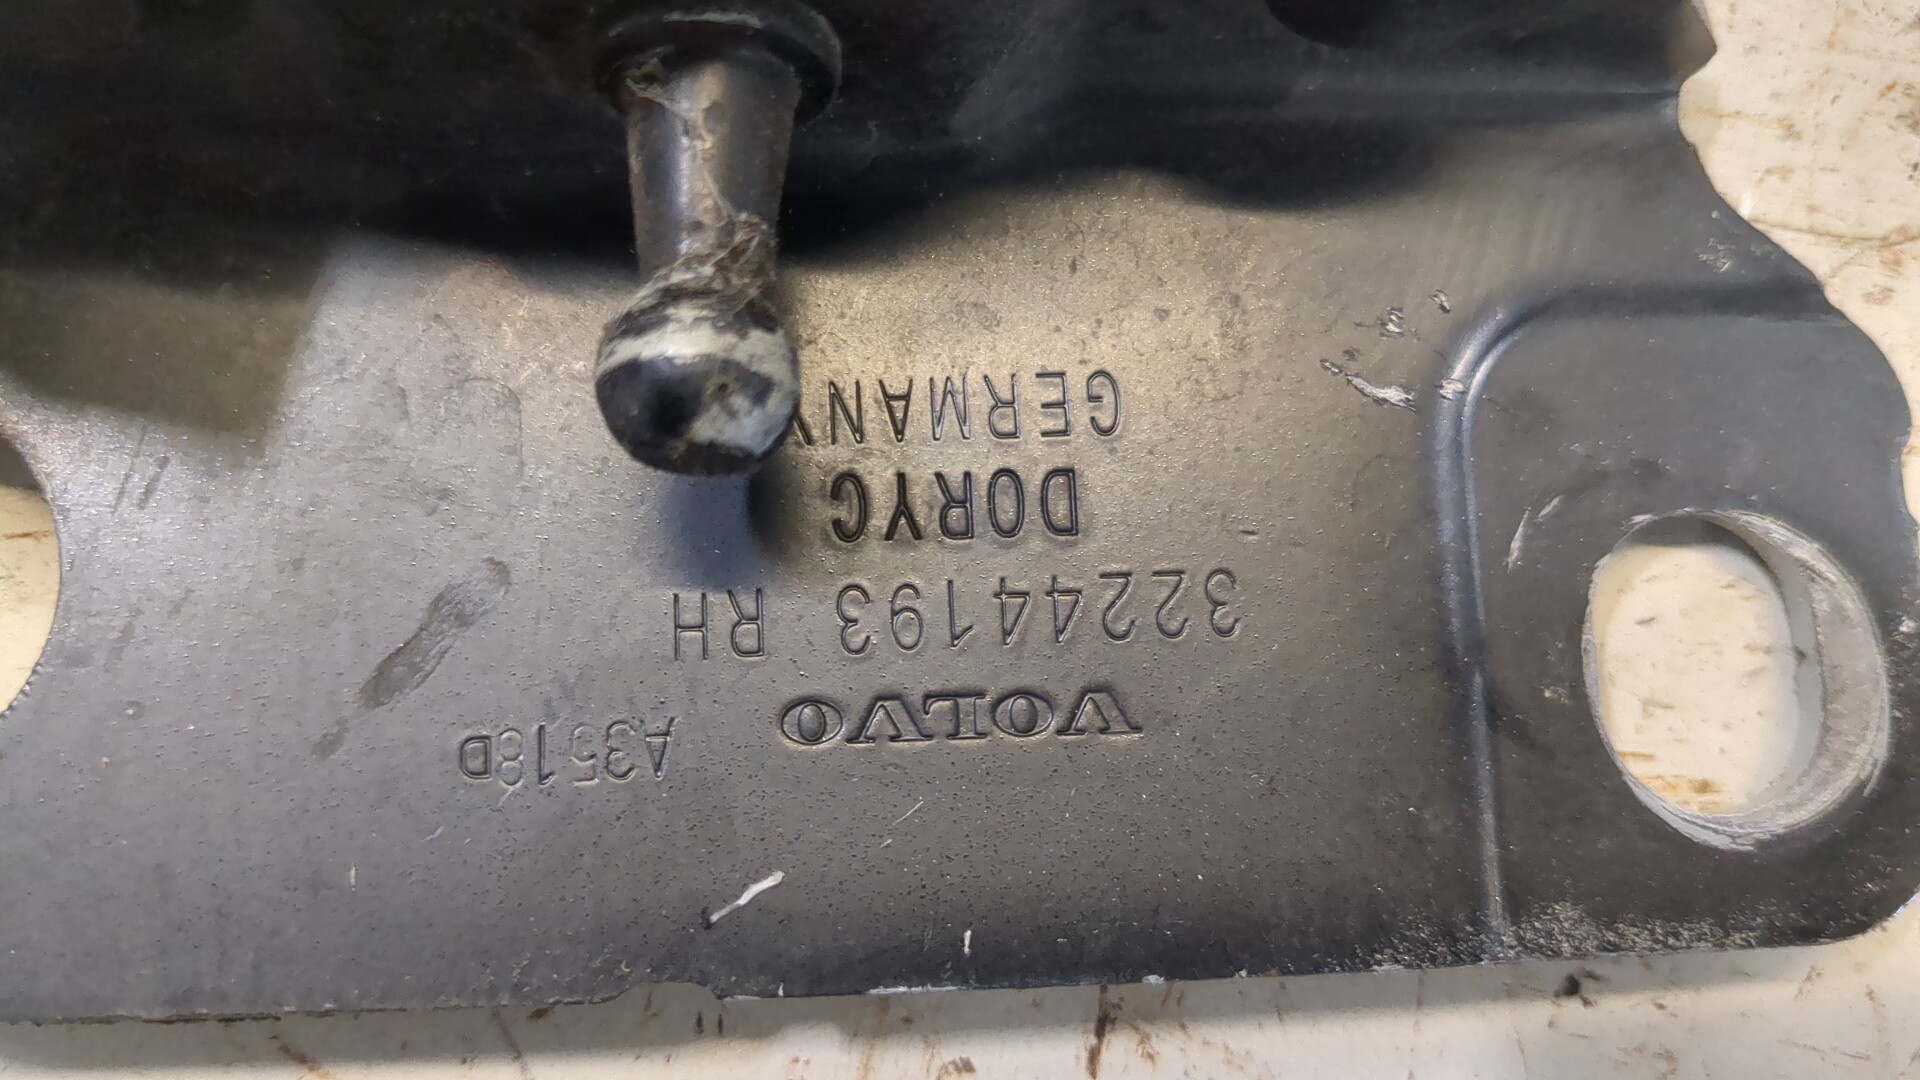 A3518D
VOLVO
32244193 RH
DORYC
GERMANY